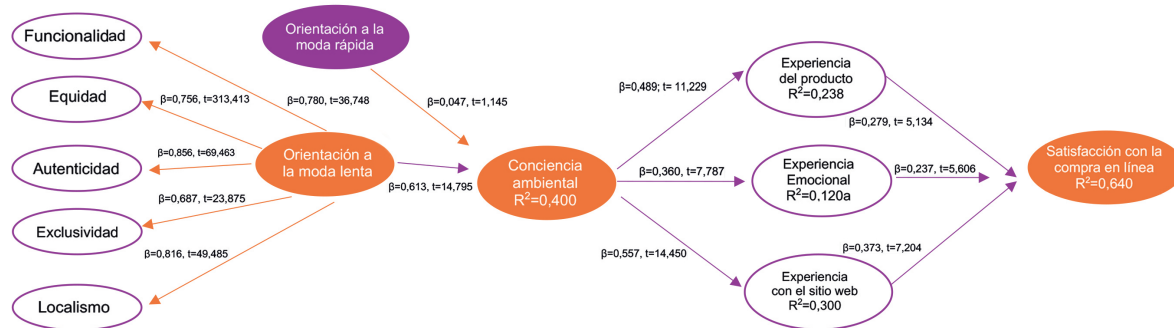 Funcionalidad
Equidad
Autenticidad
Exclusividad
Localismo
Orientación a la
moda rápida
β=0,756, t=313,413
β=0,780, t=36,748
β=0,047, t=1,145
β=0,856, t=69,463
Orientación a
la moda lenta
β=0,687, t=23,875
β=0,816, t=49,485
β=0,613, t=14,795
Conciencia
ambiental
R²=0,400
β=0,489; t= 11,229
β=0,360, t=7,787
β=0,557, t=14,450
Experiencia
del producto
R²=0,238
Experiencia
Emocional
R²=0,120a
Experiencia
con el sitio web
R²=0,300
β=0,279, t= 5,134
β=0,237, t=5,606
β=0,373, t=7,204
Satisfacción con la
compra en línea
R²=0,640